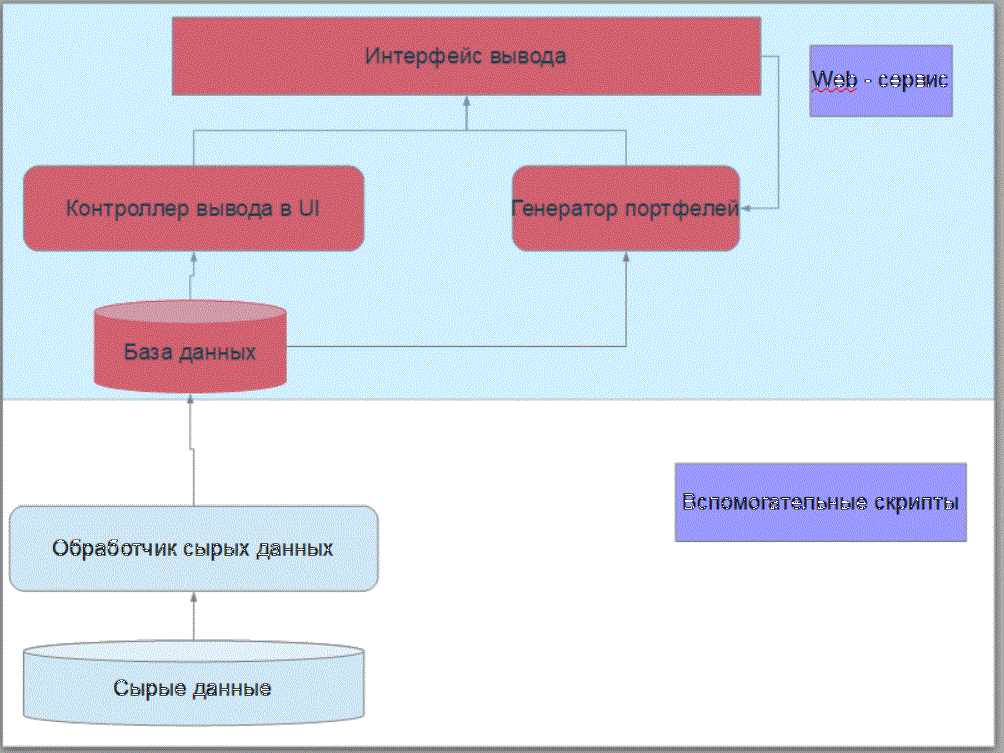 Интерфейс вывода
Web - сервис
Контроллер вывода в UI
Генератор портфелей
База данных
Вспомогательные скрипты
Обработчик сырых данных
Сырые данные